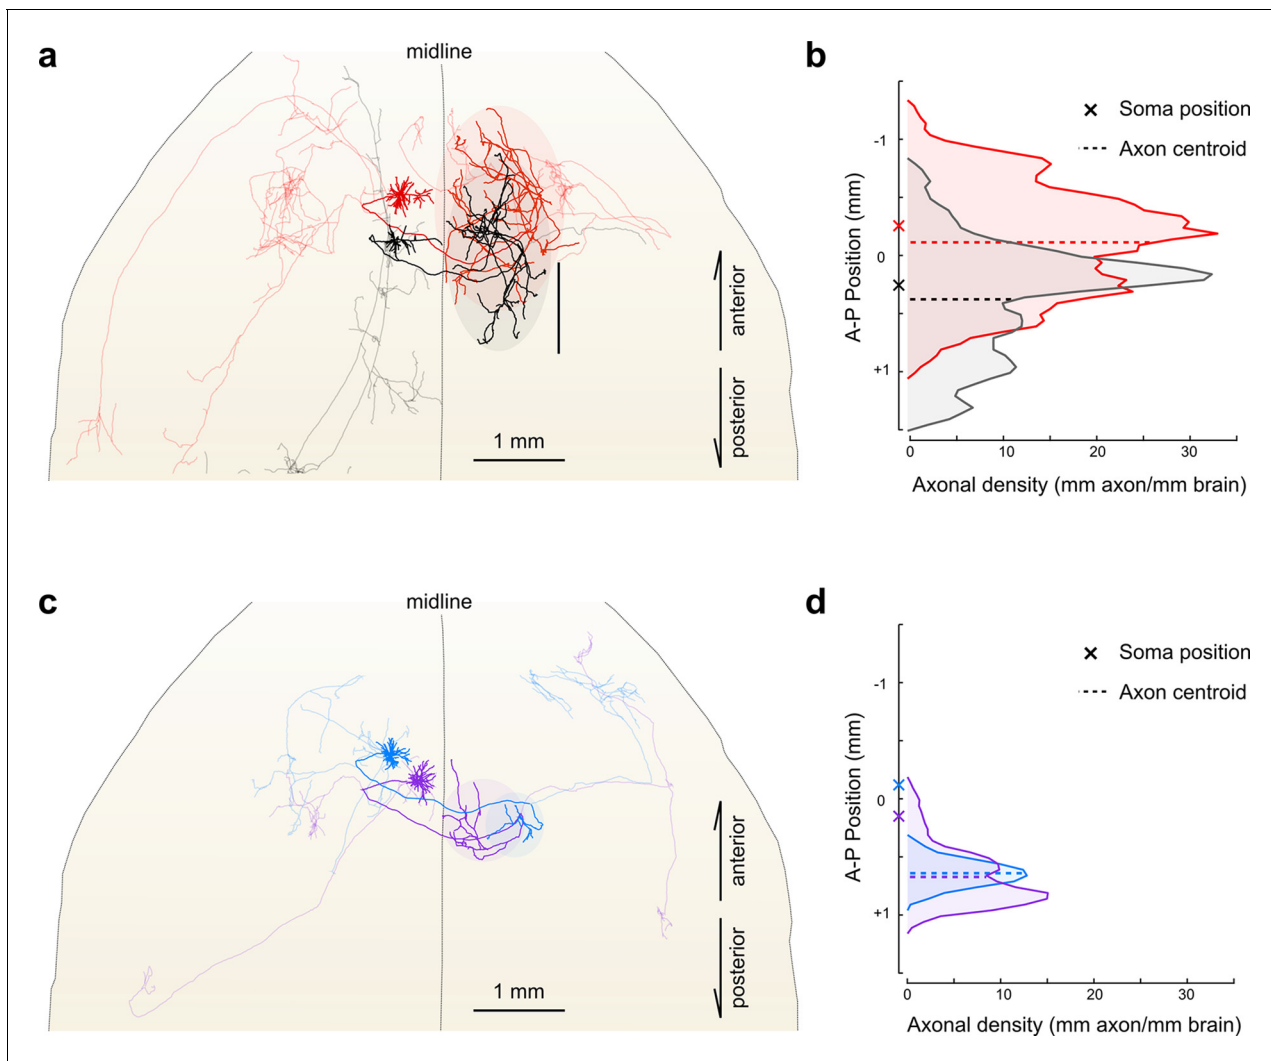 a
midline
anterior
posterior
1 mm
b
× Soma position
Axon centroid
A-P Position (mm)
-1
0
+1
0
10
20
30
Axonal density (mm axon/mm brain)
c
midline
anterior
posterior
1 mm
d
× Soma position
Axon centroid
A-P Position (mm)
-1
0
+1
0
10
20
30
Axonal density (mm axon/mm brain)